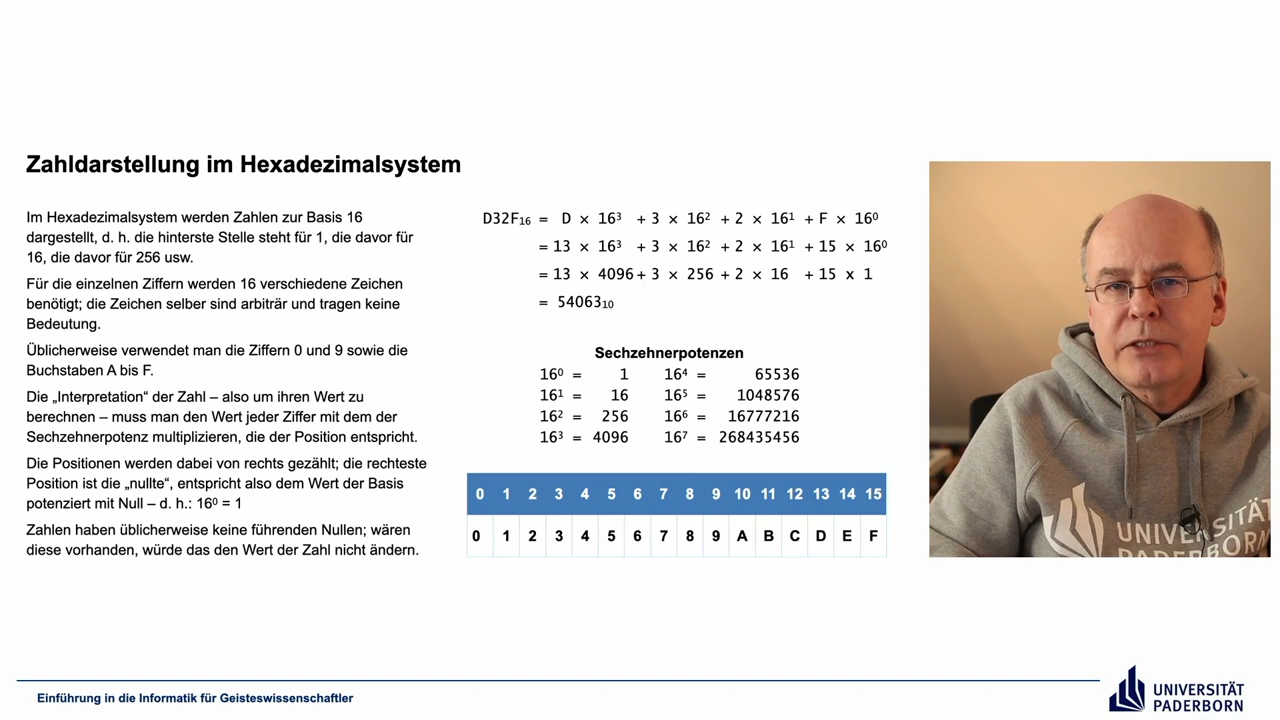 Zahldarstellung im Hexadezimalsystem
Im Hexadezimalsystem werden Zahlen zur Basis 16
dargestellt, d. h. die hinterste Stelle steht für 1, die davor für
16, die davor für 256 usw.
Für die einzelnen Ziffern werden 16 verschiedene Zeichen
benötigt; die Zeichen selber sind arbiträr und tragen keine
Bedeutung.
Üblicherweise verwendet man die Ziffern 0 und 9 sowie die
Buchstaben A bis F.
Die „Interpretation“ der Zahl – also um ihren Wert zu
berechnen – muss man den Wert jeder Ziffer mit dem der
Sechzehnerpotenz multiplizieren, die der Position entspricht.
Die Positionen werden dabei von rechts gezählt; die rechteste
Position ist die „nullte“, entspricht also dem Wert der Basis
potenziert mit Null – d. h.: 16⁰ = 1
Zahlen haben üblicherweise keine führenden Nullen; wären
diese vorhanden, würde das den Wert der Zahl nicht ändern.
D32F₁₆ = D × 16³ + 3 × 16² + 2 × 16¹ + F × 16⁰
= 13 × 16³ + 3 × 16² + 2 × 16¹ + 15 × 16⁰
= 13 × 4096 + 3 × 256 + 2 × 16 + 15 x 1
= 54063₁₀
Sechzehnerpotenzen
16⁰ = 1 16⁴ = 65536
16¹ = 16 16⁵ = 1048576
16² = 256 16⁶ = 16777216
16³ = 4096 16⁷ = 268435456
0 1 2 3 4 5 6 7 8 9 10 11 12 13 14 15
0 1 2 3 4 5 6 7 8 9 A B C D E F
UNIVERSITÄT
PADERBORN
Einführung in die Informatik für Geisteswissenschaftler
UNIVERSITÄT
PADERBORN